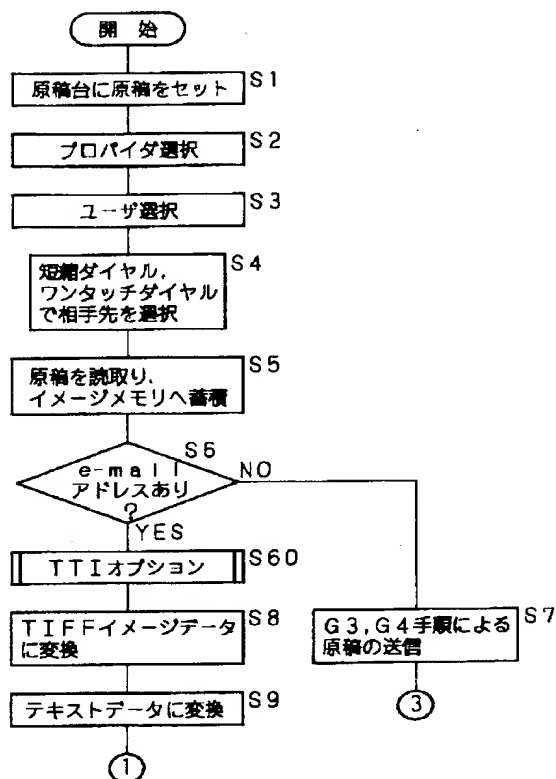 開 始
原稿台に原稿をセット
S1
プロバイダ選択
S2
ユーザ選択
S3
短縮ダイヤル,
ワンタッチダイヤル
で相手先を選択
S4
原稿を読取り,
イメージメモリへ蓄積
S5
e-mail
アドレスあり
?
S6
NO
YES
TTIオプション
S60
TIFFイメージデータ
に変換
S8
G3,G4手順による
原稿の送信
S7
テキストデータに変換
S9
3
1